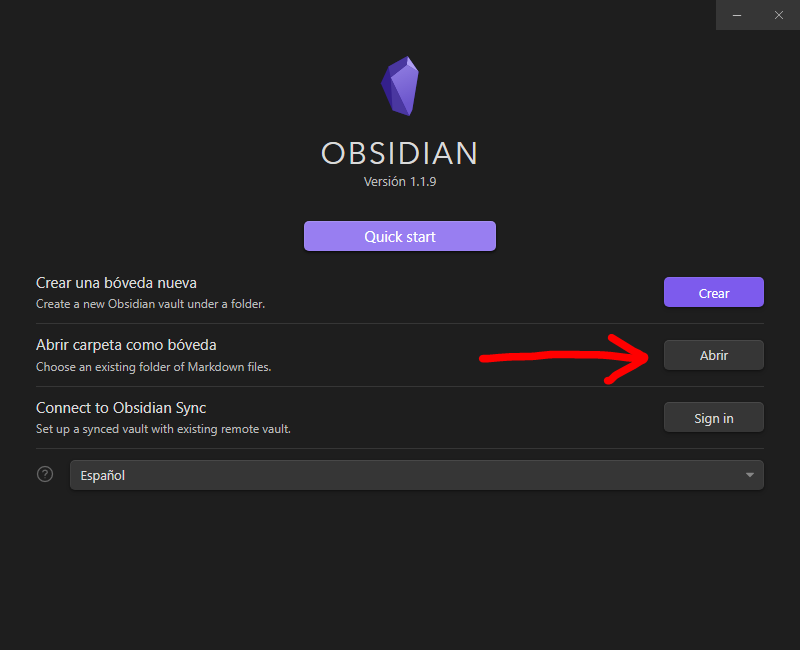 OBSIDIAN
Versión 1.1.9
Quick start
Crear una bóveda nueva
Create a new Obsidian vault under a folder.
Crear
Abrir carpeta como bóveda
Choose an existing folder of Markdown files.
Abrir
Connect to Obsidian Sync
Set up a synced vault with existing remote vault.
Sign in
?
Español